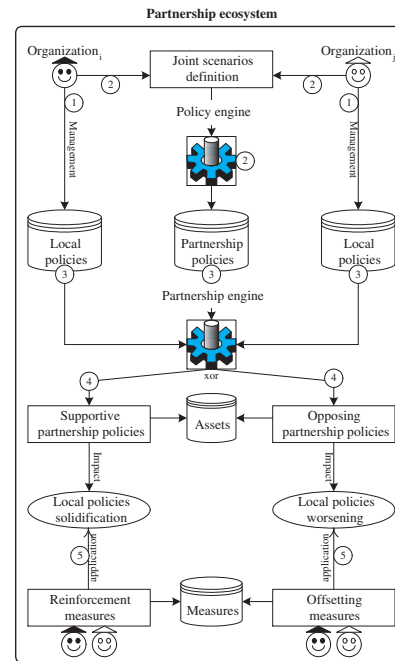 Partnership ecosystem
Organization i
Organization j
Joint scenarios
definition
2
2
1
1
Policy engine
Management
Management
2
Local
policies
Partnership
policies
Local
policies
3
3
3
Partnership engine
xor
4
4
Supportive
partnership policies
Assets
Opposing
partnership policies
Impact
Impact
Local policies
solidification
Local policies
worsening
5
5
application
application
Reinforcement
measures
Measures
Offsetting
measures